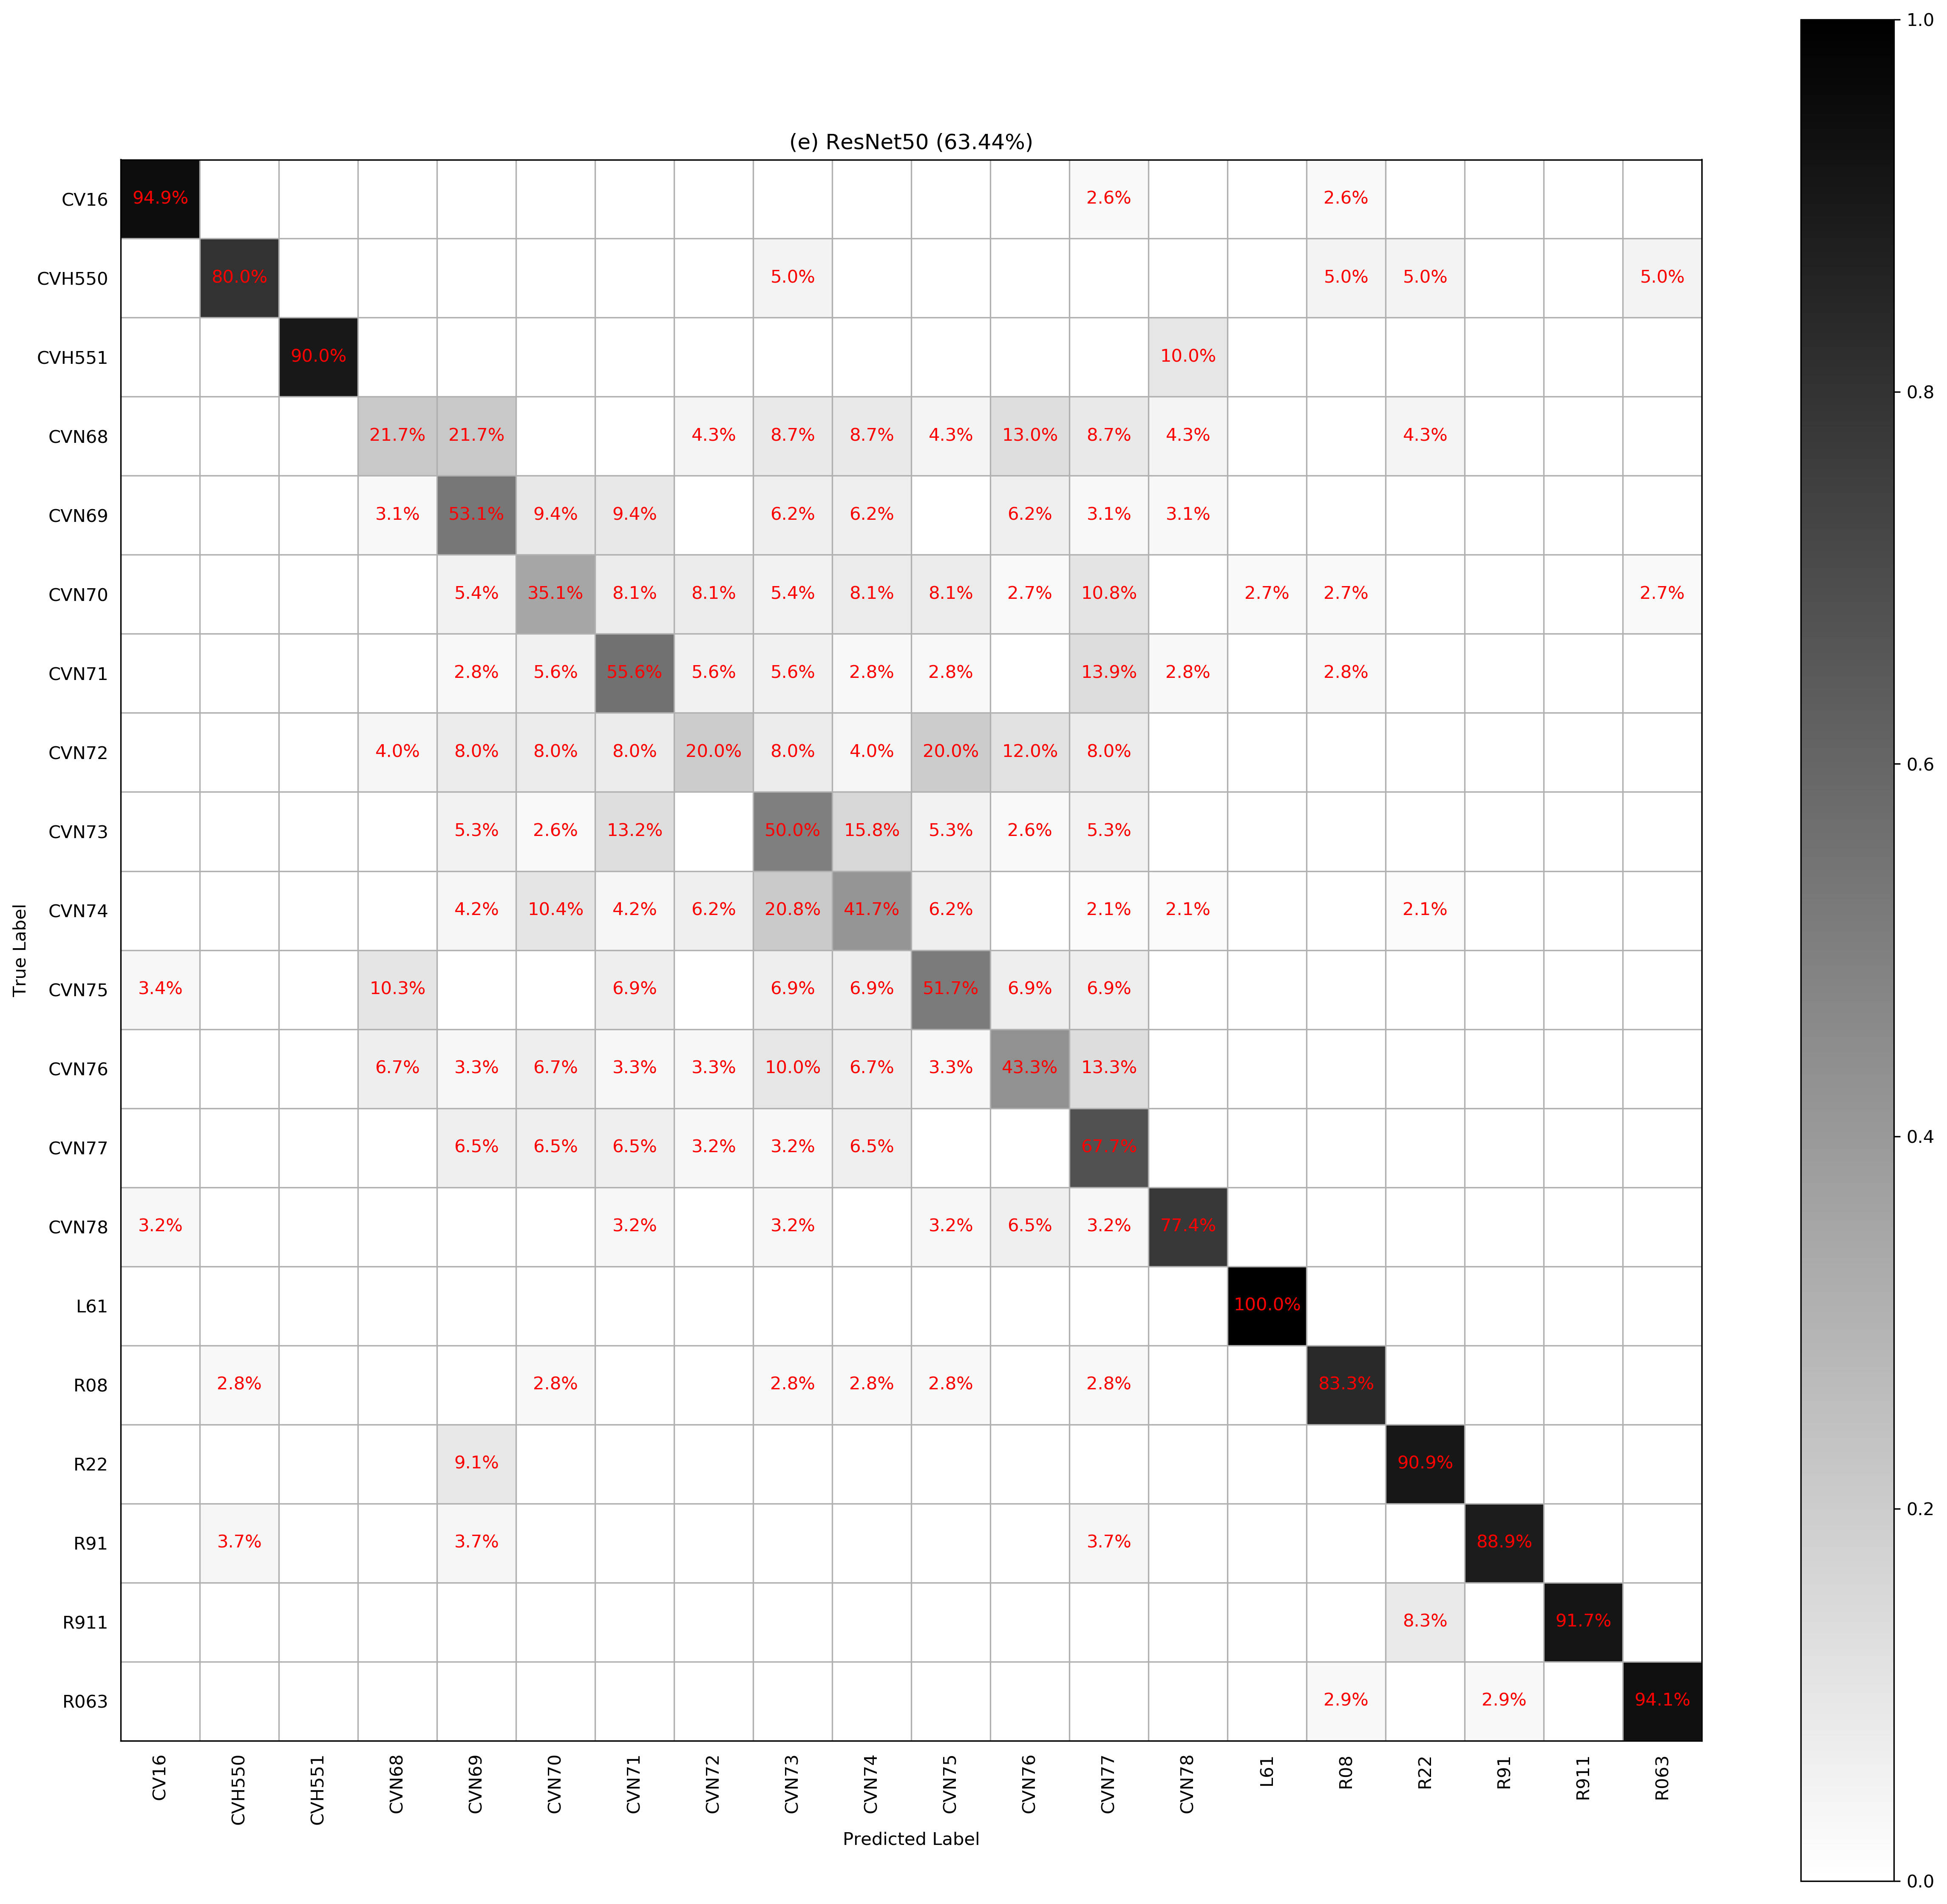 (e) ResNet50 (63.44%)
1.0
CV16 94.9% 2.6% 2.6%
CVH550 80.0% 5.0% 5.0% 5.0% 5.0%
CVH551 90.0% 10.0%
0.8
CVN68 21.7% 21.7% 4.3% 8.7% 8.7% 4.3% 13.0% 8.7% 4.3% 4.3%
CVN69 3.1% 53.1% 9.4% 9.4% 6.2% 6.2% 6.2% 3.1% 3.1%
CVN70 5.4% 35.1% 8.1% 8.1% 5.4% 8.1% 8.1% 2.7% 10.8% 2.7% 2.7% 2.7%
CVN71 2.8% 5.6% 55.6% 5.6% 5.6% 2.8% 2.8% 13.9% 2.8% 2.8%
CVN72 4.0% 8.0% 8.0% 8.0% 20.0% 8.0% 4.0% 20.0% 12.0% 8.0%
0.6
CVN73 5.3% 2.6% 13.2% 50.0% 15.8% 5.3% 2.6% 5.3%
CVN74 4.2% 10.4% 4.2% 6.2% 20.8% 41.7% 6.2% 2.1% 2.1% 2.1%
True Label
CVN75 3.4% 10.3% 6.9% 6.9% 6.9% 51.7% 6.9% 6.9%
CVN76 6.7% 3.3% 6.7% 3.3% 3.3% 10.0% 6.7% 3.3% 43.3% 13.3%
0.4
CVN77 6.5% 6.5% 6.5% 3.2% 3.2% 6.5% 67.7%
CVN78 3.2% 3.2% 3.2% 3.2% 6.5% 3.2% 77.4%
L61 100.0%
R08 2.8% 2.8% 2.8% 2.8% 2.8% 2.8% 83.3%
R22 9.1% 90.9%
0.2
R91 3.7% 3.7% 3.7% 88.9%
R911 8.3% 91.7%
R063 2.9% 2.9% 94.1%
CV16 CVH550 CVH551 CVN68 CVN69 CVN70 CVN71 CVN72 CVN73 CVN74 CVN75 CVN76 CVN77 CVN78 L61 R08 R22 R91 R911 R063
Predicted Label
0.0